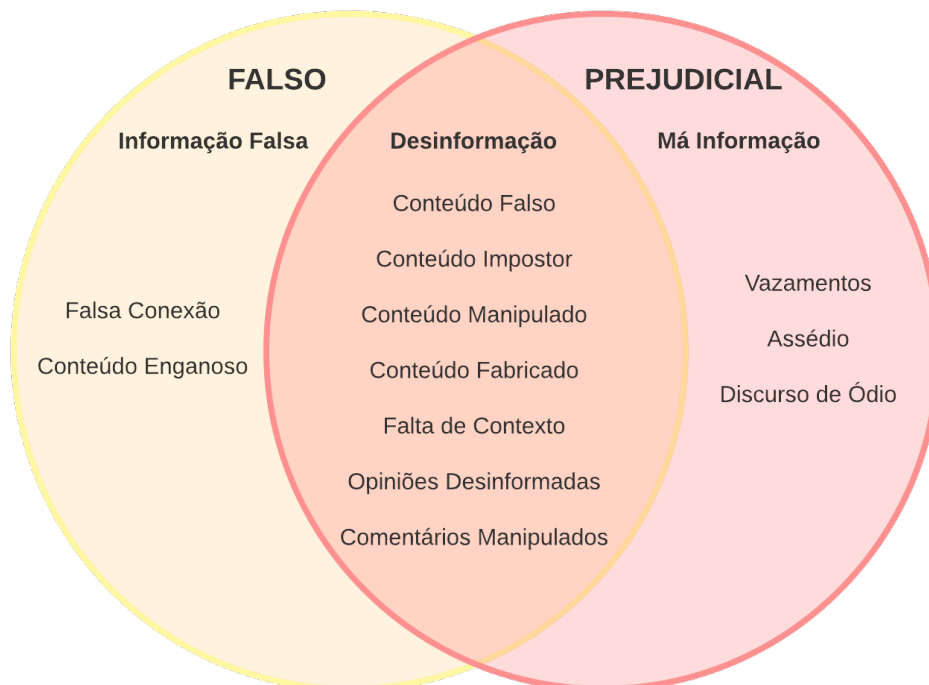 FALSO
PREJUDICIAL
Informação Falsa
Desinformação
Má Informação
Falsa Conexão
Conteúdo Enganoso
Conteúdo Falso
Conteúdo Impostor
Conteúdo Manipulado
Conteúdo Fabricado
Falta de Contexto
Opiniões Desinformadas
Comentários Manipulados
Vazamentos
Assédio
Discurso de Ódio